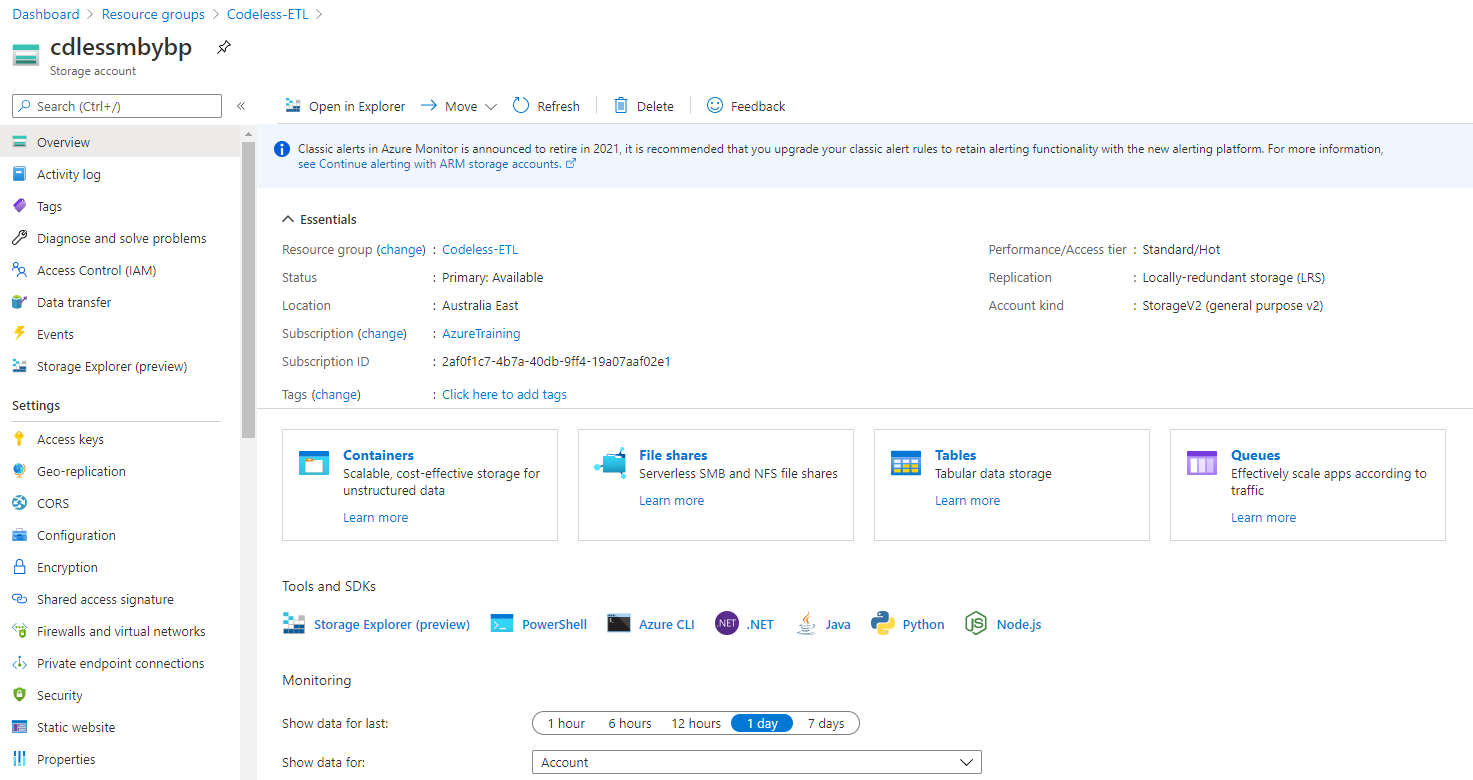 Dashboard > Resource groups > Codeless-ETL >
cdlessmbybp
Storage account
Search (Ctrl+/)
«
Open in Explorer
Move
Refresh
Delete
Feedback
Overview
Activity log
Tags
Diagnose and solve problems
Access Control (IAM)
Data transfer
Events
Storage Explorer (preview)
Settings
Access keys
Geo-replication
CORS
Configuration
Encryption
Shared access signature
Firewalls and virtual networks
Private endpoint connections
Security
Static website
Properties
Classic alerts in Azure Monitor is announced to retire in 2021, it is recommended that you upgrade your classic alert rules to retain alerting functionality with the new alerting platform. For more information,
see Continue alerting with ARM storage accounts.
Essentials
Resource group (change) : Codeless-ETL
Status : Primary: Available
Location : Australia East
Subscription (change) : AzureTraining
Subscription ID : 2af0f1c7-4b7a-40db-9ff4-19a07aaf02e1
Tags (change) : Click here to add tags
Performance/Access tier : Standard/Hot
Replication : Locally-redundant storage (LRS)
Account kind : StorageV2 (general purpose v2)
Containers
Scalable, cost-effective storage for
unstructured data
Learn more
File shares
Serverless SMB and NFS file shares
Learn more
Tables
Tabular data storage
Learn more
Queues
Effectively scale apps according to
traffic
Learn more
Tools and SDKs
Storage Explorer (preview)
PowerShell
Azure CLI
NET
.NET
Java
Python
Node.js
Monitoring
Show data for last:
1 hour 6 hours 12 hours 1 day 7 days
Show data for:
Account